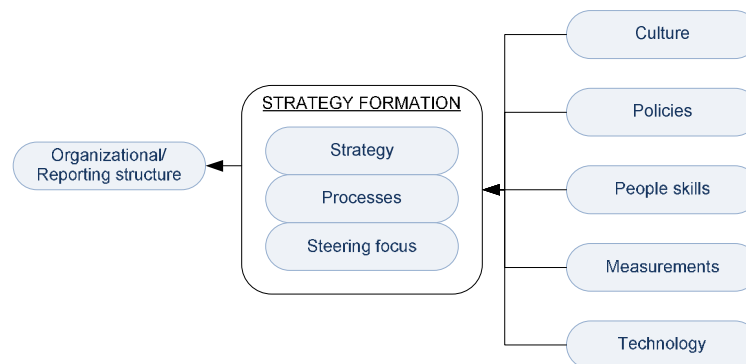 Culture
STRATEGY FORMATION
Policies
Organizational/
Reporting structure
Strategy
Processes
Steering focus
People skills
Measurements
Technology